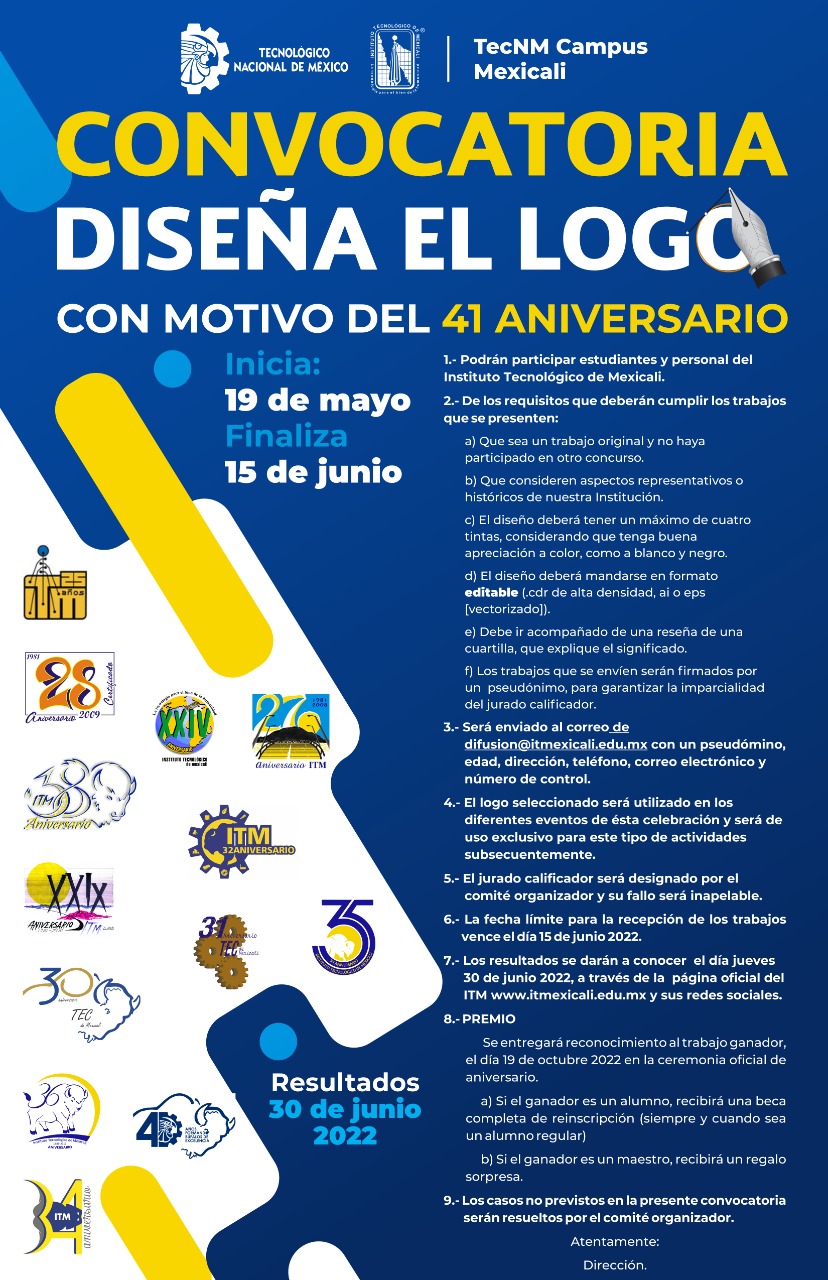 TECNOLÓGICO
NACIONAL DE MÉXICO
TecNM Campus
Mexicali
CONVOCATORIA
DISEÑA EL LOGO
CON MOTIVO DEL 41 ANIVERSARIO
Inicia:
19 de mayo
Finaliza
15 de junio
1.- Podrán participar estudiantes y personal del
Instituto Tecnológico de Mexicali.
2.- De los requisitos que deberán cumplir los trabajos
que se presenten:
a) Que sea un trabajo original y no haya
participado en otro concurso.
b) Que consideren aspectos representativos o
históricos de nuestra Institución.
c) El diseño deberá tener un máximo de cuatro
tintas, considerando que tenga buena
apreciación a color, como a blanco y negro.
d) El diseño deberá mandarse en formato
editable (.cdr de alta densidad, ai o eps
[vectorizado]).
e) Debe ir acompañado de una reseña de una
cuartilla, que explique el significado.
f) Los trabajos que se envíen serán firmados por
un pseudónimo, para garantizar la imparcialidad
del jurado calificador.
3.- Será enviado al correo de
difusion@itmexicali.edu.mx con un pseudómino,
edad, dirección, teléfono, correo electrónico y
número de control.
4.- El logo seleccionado será utilizado en los
diferentes eventos de ésta celebración y será de
uso exclusivo para este tipo de actividades
subsecuentemente.
5.- El jurado calificador será designado por el
comité organizador y su fallo será inapelable.
6.- La fecha límite para la recepción de los trabajos
vence el día 15 de junio 2022.
7.- Los resultados se darán a conocer el día jueves
30 de junio 2022, a través de la página oficial del
ITM www.itmexicali.edu.mx y sus redes sociales.
8.- PREMIO
Se entregará reconocimiento al trabajo ganador,
el día 19 de octubre 2022 en la ceremonia oficial de
aniversario.
a) Si el ganador es un alumno, recibirá una beca
completa de reinscripción (siempre y cuando sea
un alumno regular)
b) Si el ganador es un maestro, recibirá un regalo
sorpresa.
9.- Los casos no previstos en la presente convocatoria
serán resueltos por el comité organizador.
Atentamente:
Dirección.
25
años
ITM
1981
28
Certificado
Aniversario 2009
XXIV
INSTITUTO TECNOLÓGICO
de mexicali
27
1981
2008
Aniversario ITM
ITM
38
Aniversario
ITM
32 ANIVERSARIO
XXIX
ANIVERSARIO
ITM
31
Aniversario
TEC
35
30
aniversario
TEC
de Mexicali
36
Instituto Tecnológico de Mexicali
ANIVERSARIO
40
AÑOS
FORMANDO
BÚFALOS DE
EXCELENCIA
34
ITM
aniversario
Resultados
30 de junio
2022